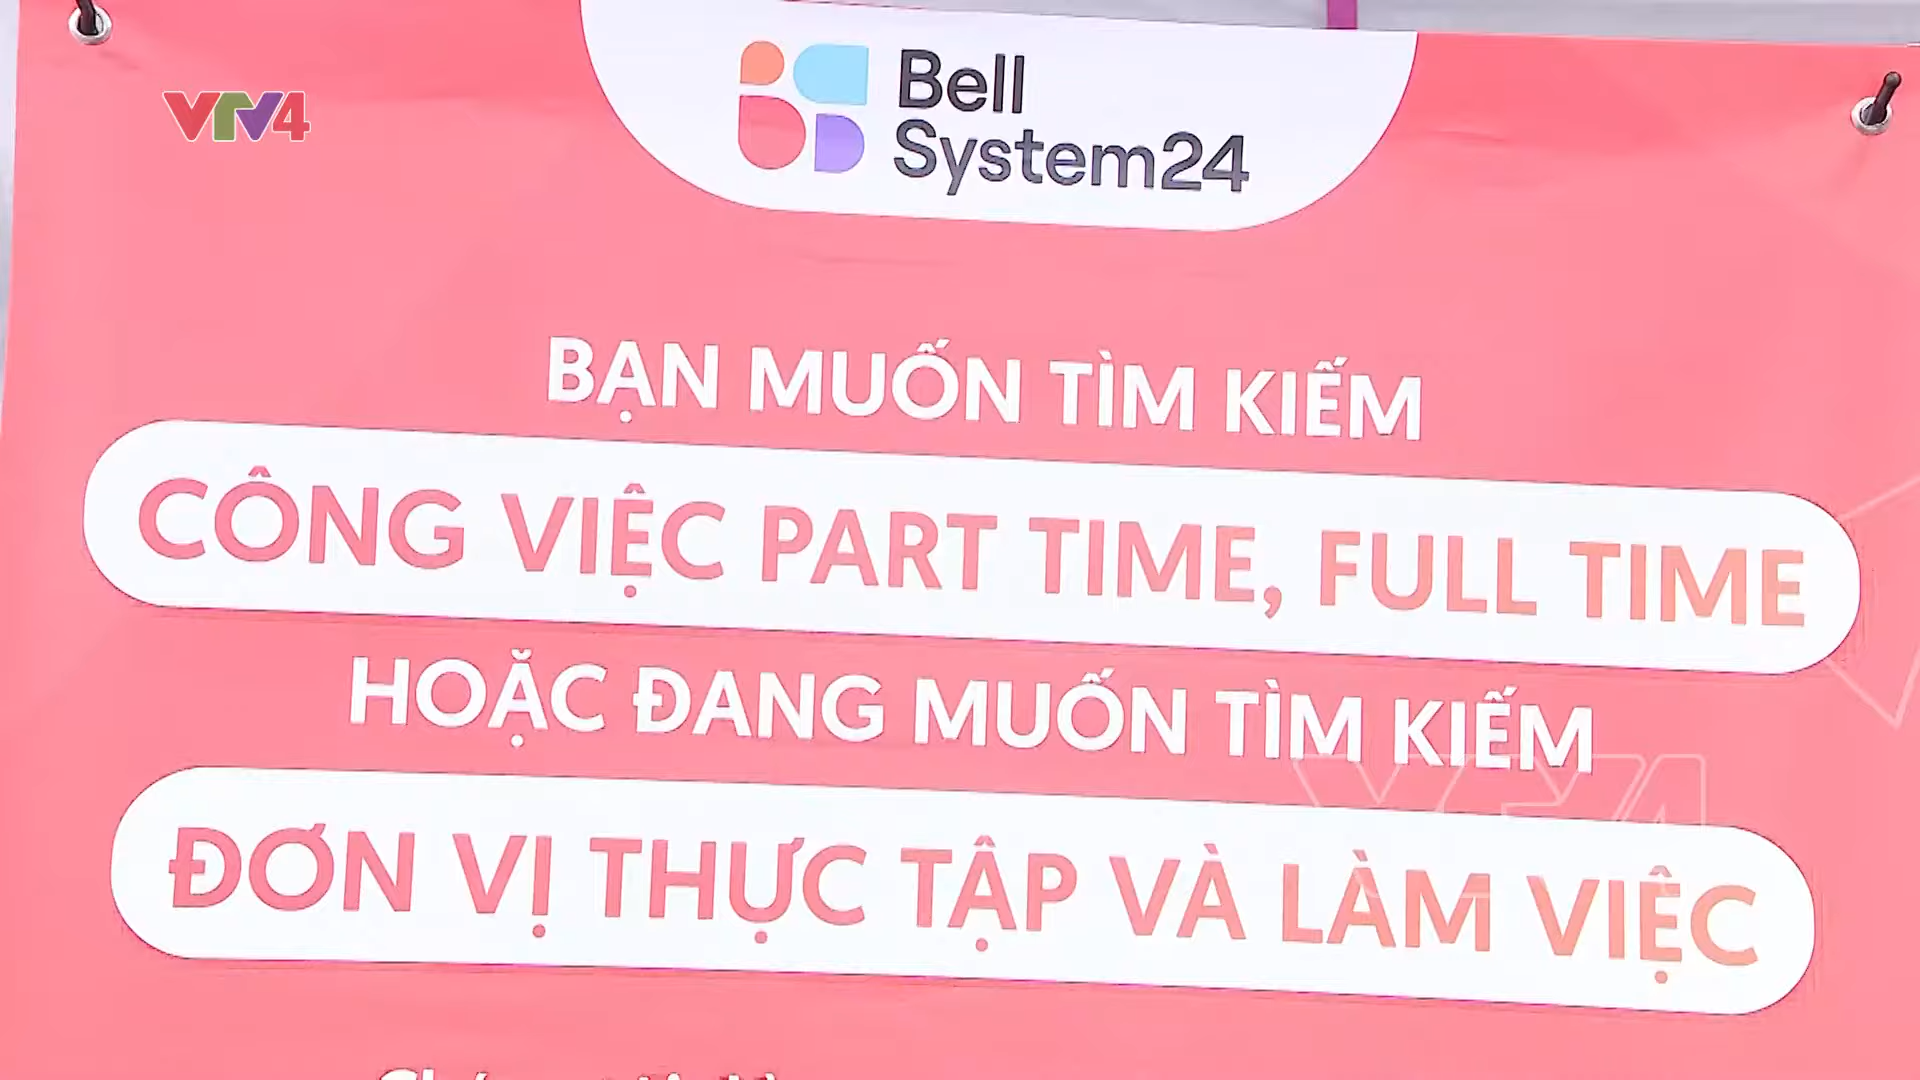 VTV4
Bell
System24
BẠN MUỐN TÌM KIẾM
CÔNG VIỆC PART TIME, FULL TIME
HOẶC ĐANG MUỐN TÌM KIẾM
ĐƠN VỊ THỰC TẬP VÀ LÀM VIỆC
VTV4